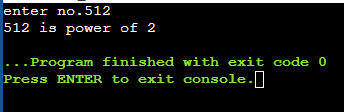 enter no.512
512 is power of 2
...Program finished with exit code 0
Press ENTER to exit console.